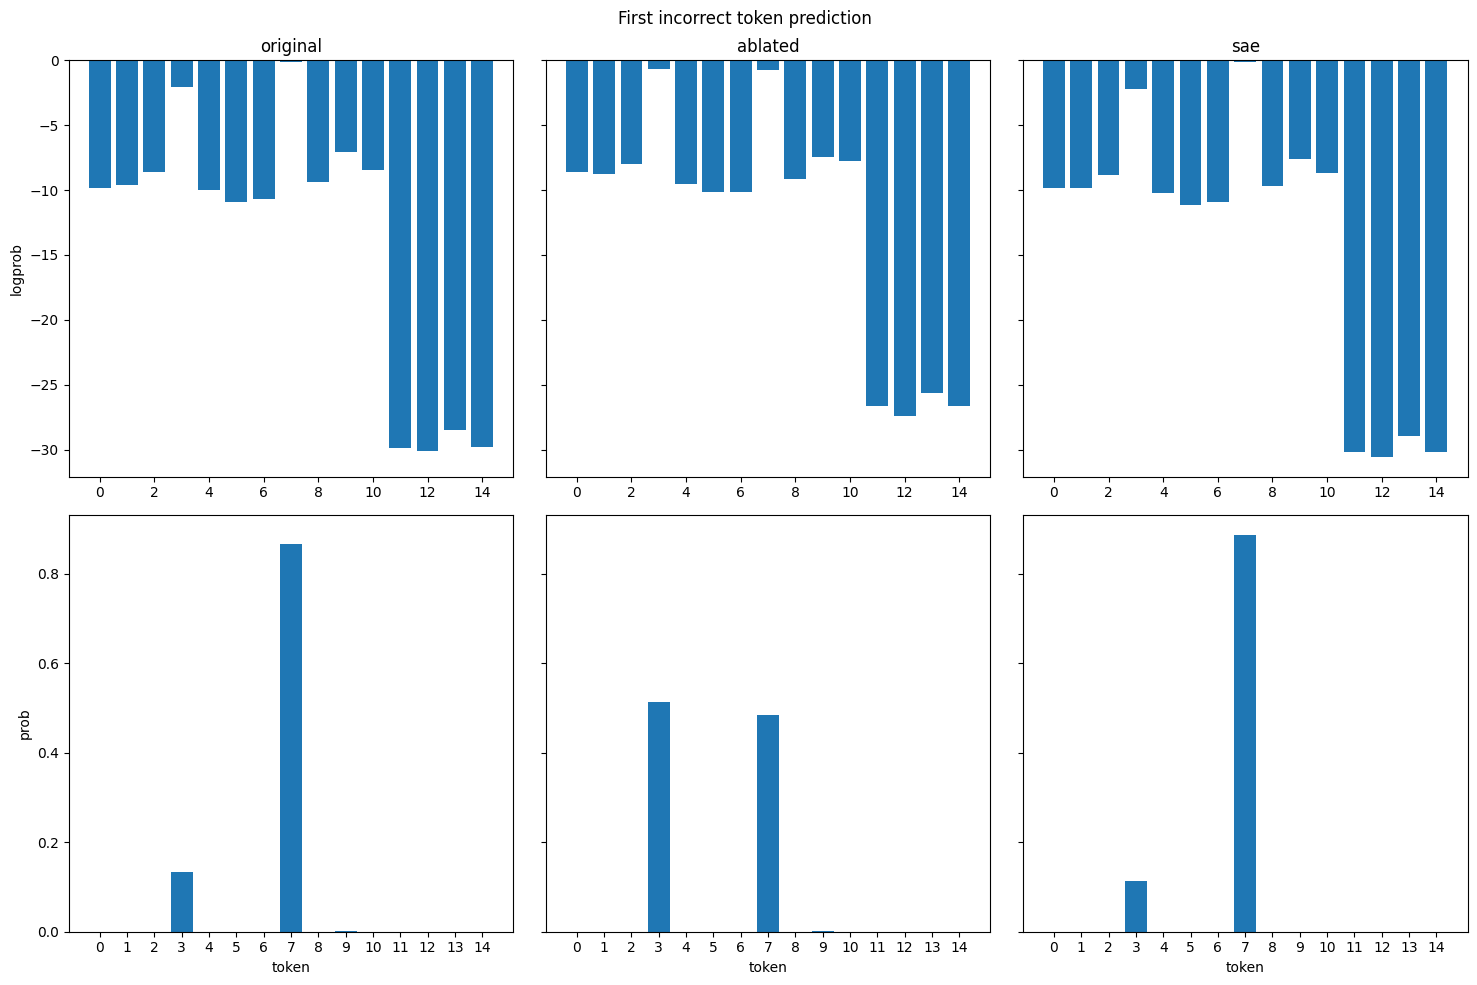 First incorrect token prediction
original ablated sae
0
−5
−10
−15
−20
−25
−30
logprob
0 2 4 6 8 10 12 14
0 2 4 6 8 10 12 14
0 2 4 6 8 10 12 14
0.8
0.6
0.4
0.2
0.0
prob
0 1 2 3 4 5 6 7 8 9 10 11 12 13 14
0 1 2 3 4 5 6 7 8 9 10 11 12 13 14
0 1 2 3 4 5 6 7 8 9 10 11 12 13 14
token token token